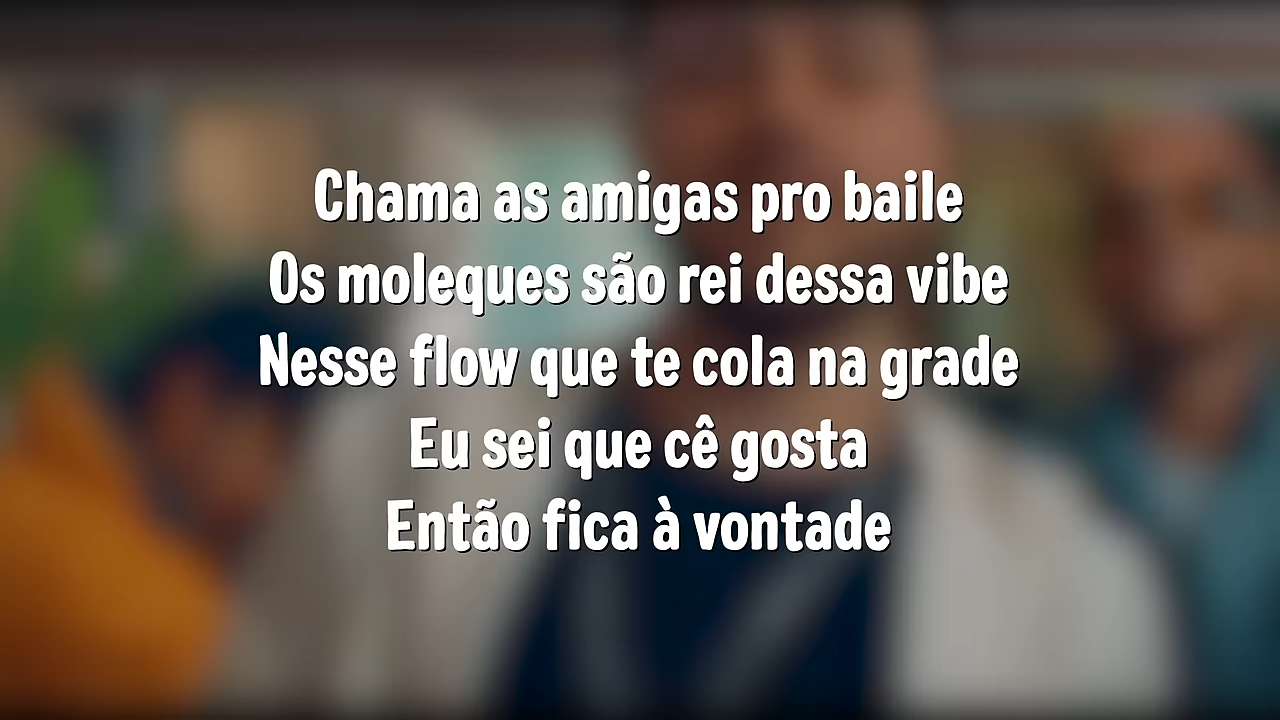 Chama as amigas pro baile
Os moleques são rei dessa vibe
Nesse flow que te cola na grade
Eu sei que cê gosta
Então fica à vontade